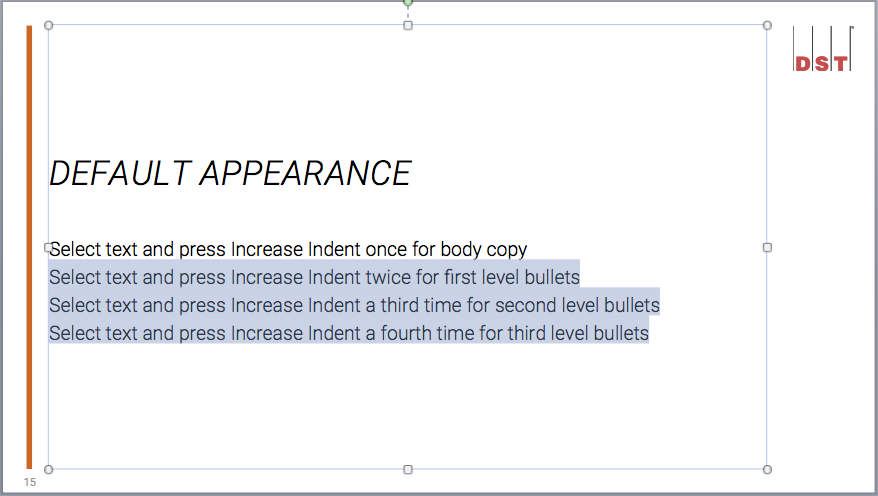 DST
DEFAULT APPEARANCE
Select text and press Increase Indent once for body copy
Select text and press Increase Indent twice for first level bullets
Select text and press Increase Indent a third time for second level bullets
Select text and press Increase Indent a fourth time for third level bullets
15